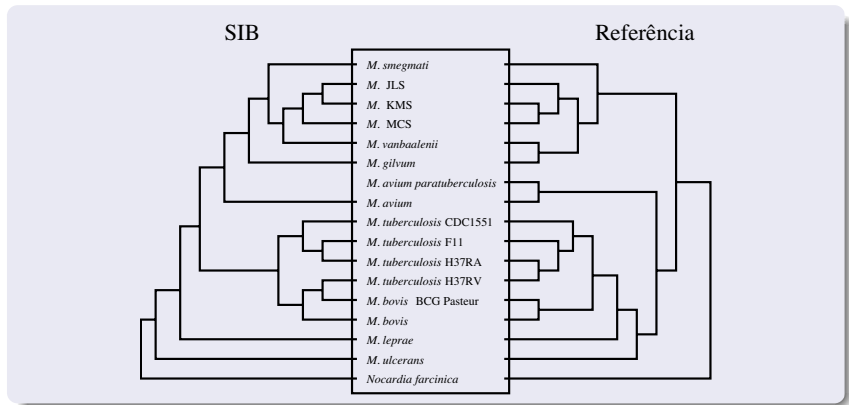 SIB
Referência
M. smegmati
M. JLS
M. KMS
M. MCS
M. vanbaalenii
M. gilvum
M. avium paratuberculosis
M. avium
M. tuberculosis CDC1551
M. tuberculosis F11
M. tuberculosis H37RA
M. tuberculosis H37RV
M. bovis BCG Pasteur
M. bovis
M. leprae
M. ulcerans
Nocardia farcinica